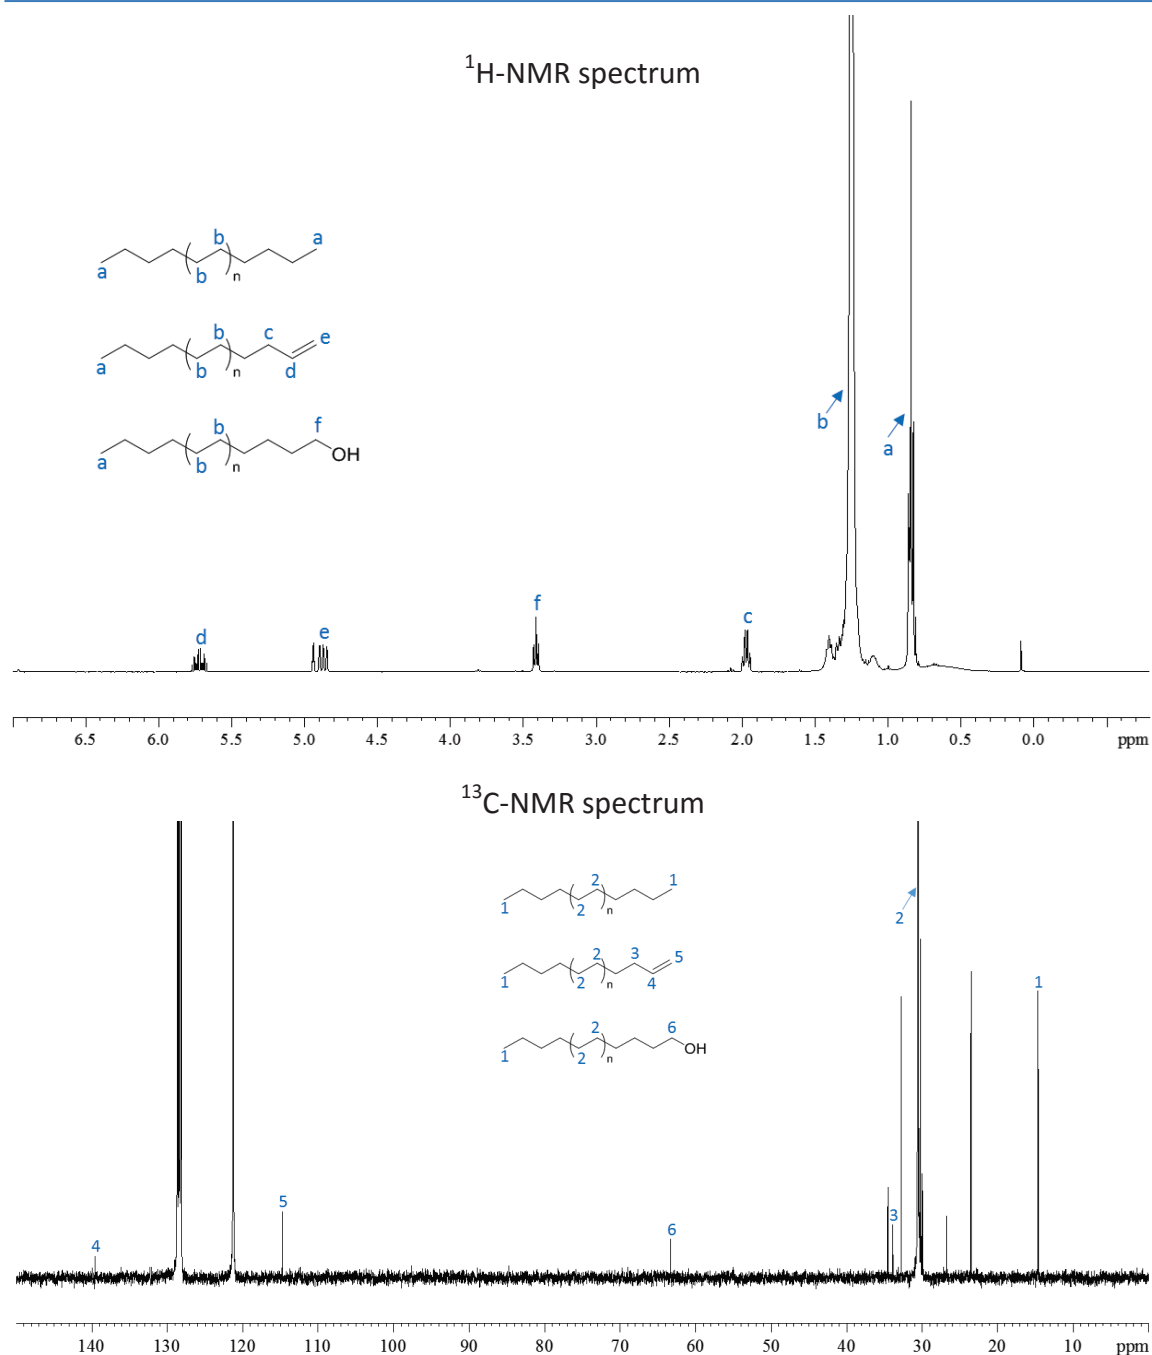 ¹H-NMR spectrum
b a
a b n
b c e
a b n d
b f
a b n OH
b
a
d e f c
6.5 6.0 5.5 5.0 4.5 4.0 3.5 3.0 2.5 2.0 1.5 1.0 0.5 0.0 ppm
¹³C-NMR spectrum
2 1
1 2 n
2 3 5
1 2 n 4
2 6
1 2 n OH
2
1
4 5 6 3
140 130 120 110 100 90 80 70 60 50 40 30 20 10 ppm